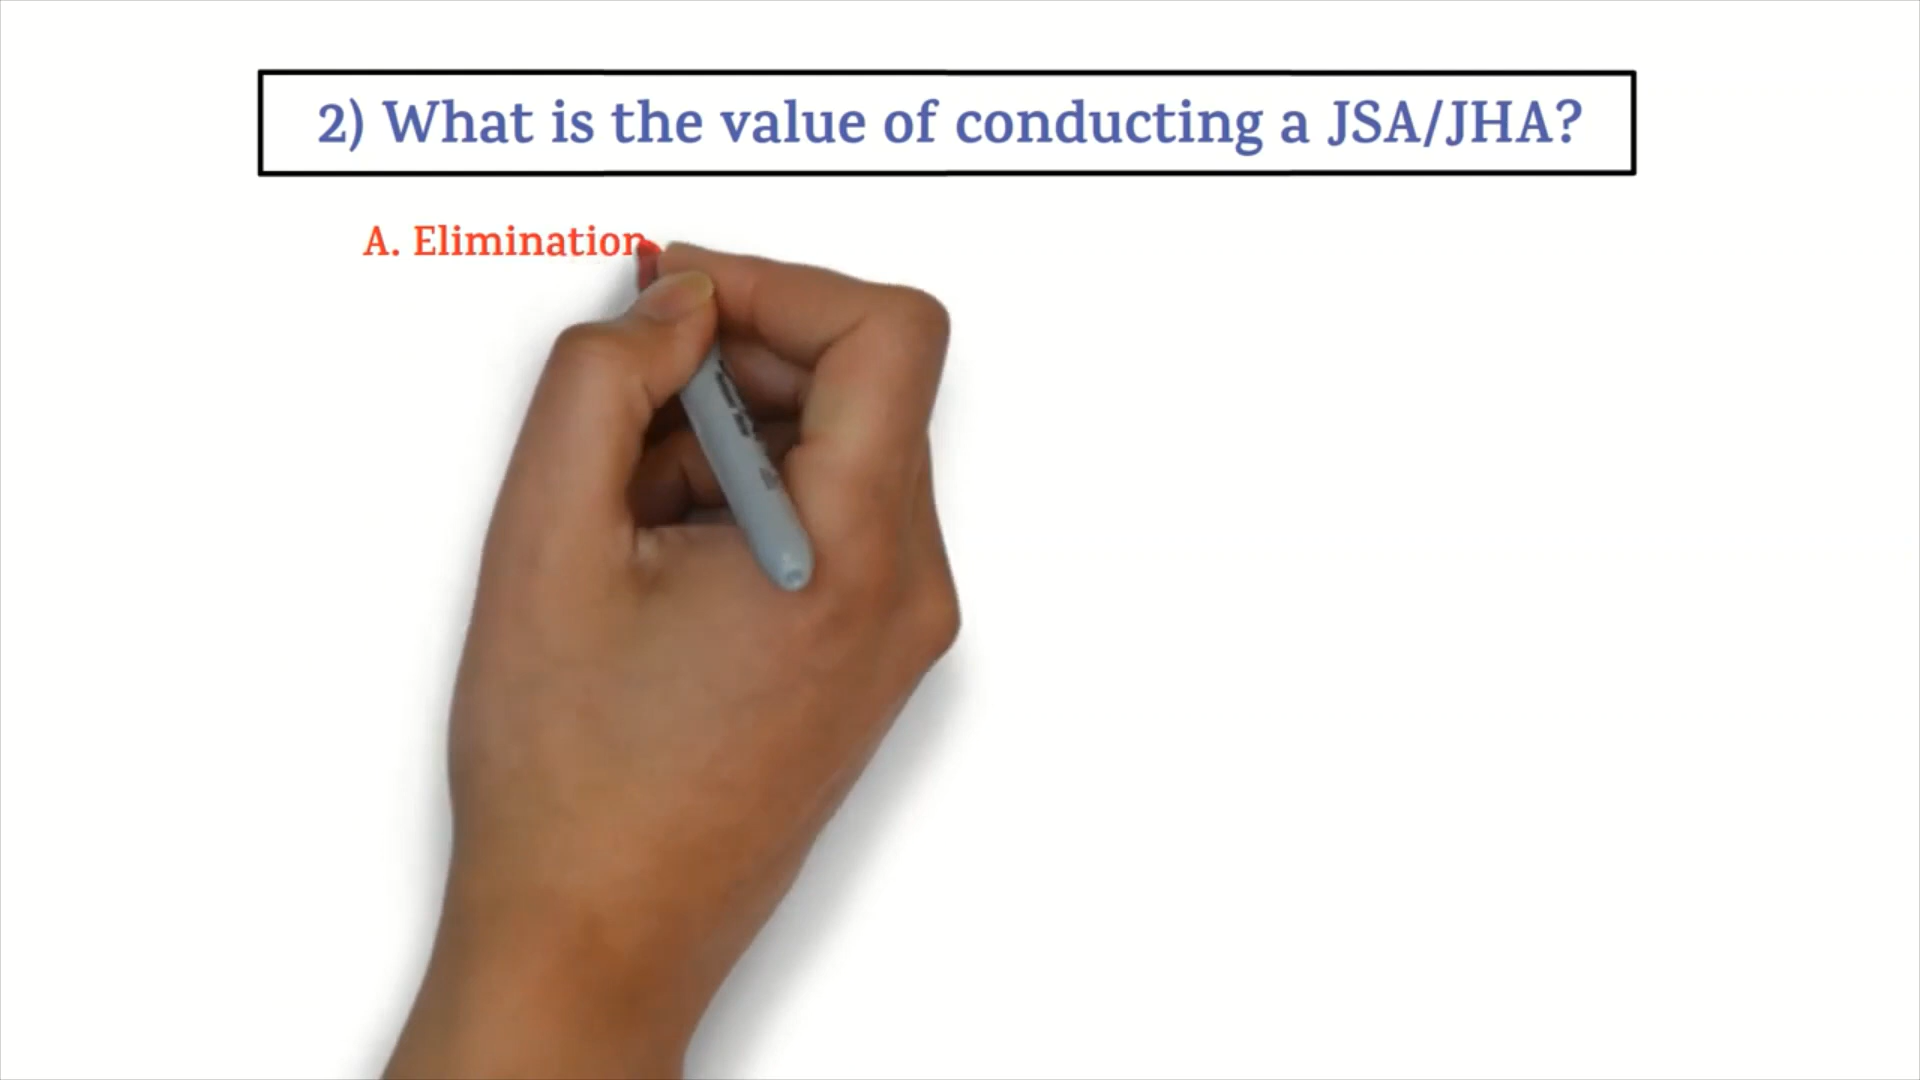 2) What is the value of conducting a JSA/JHA?
A. Elimination